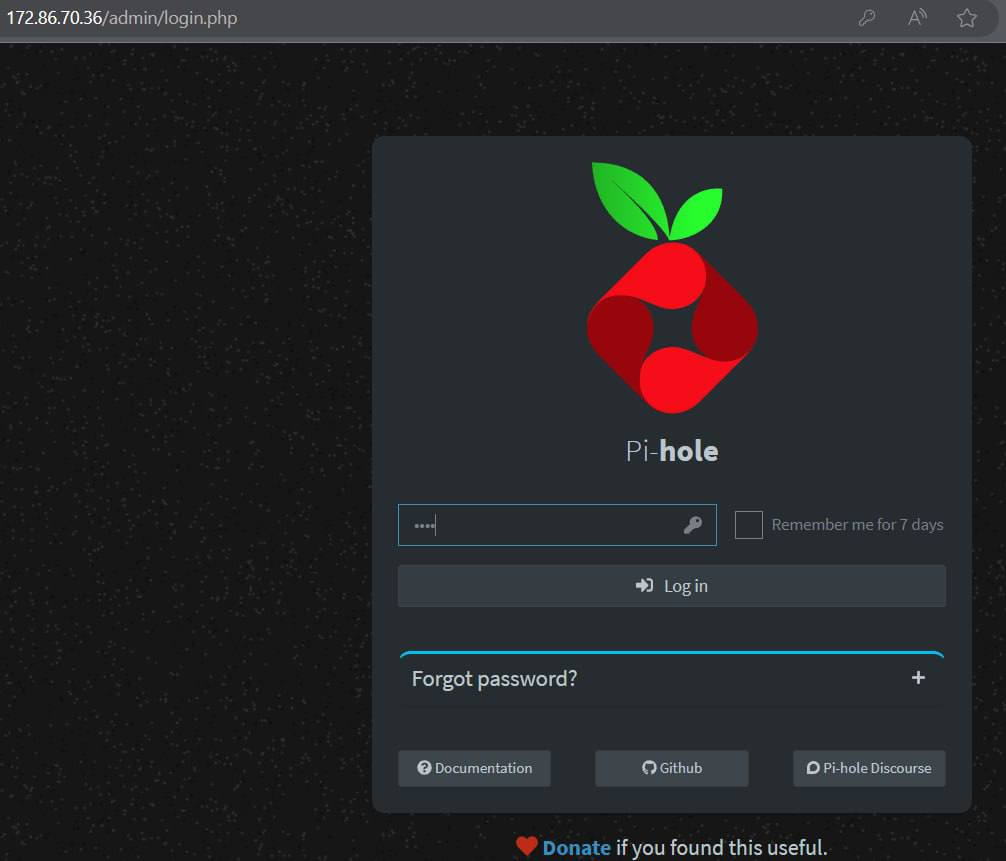 172.86.70.36/admin/login.php
Pi-hole
Remember me for 7 days
Log in
Forgot password?
Documentation
Github
Pi-hole Discourse
Donate if you found this useful.